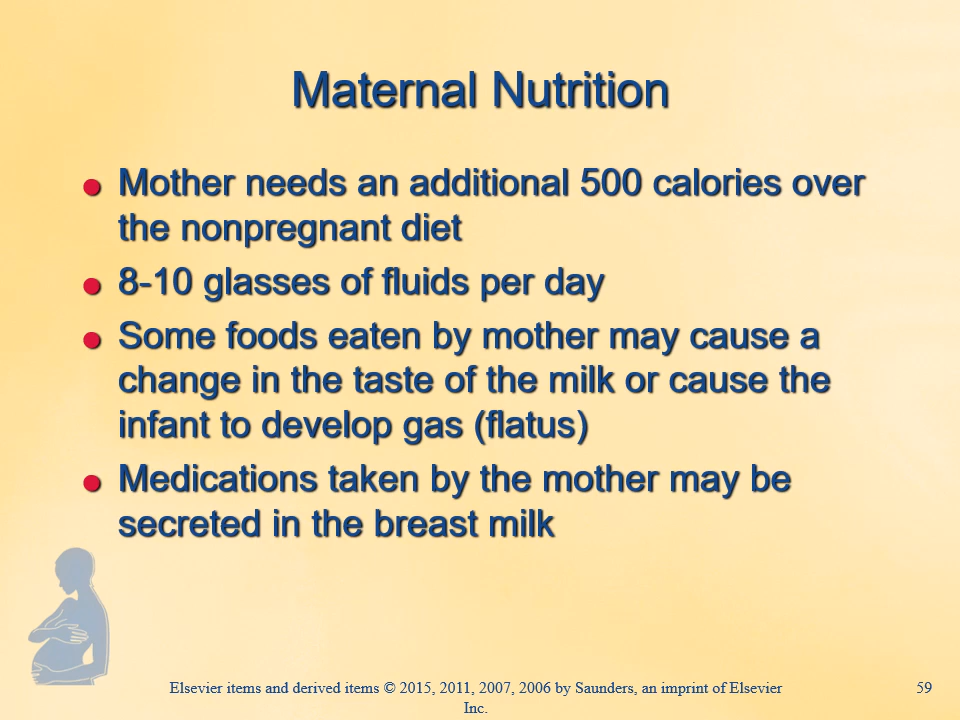 Maternal Nutrition
Mother needs an additional 500 calories over
the nonpregnant diet
8-10 glasses of fluids per day
Some foods eaten by mother may cause a
change in the taste of the milk or cause the
infant to develop gas (flatus)
Medications taken by the mother may be
secreted in the breast milk
Elsevier items and derived items © 2015, 2011, 2007, 2006 by Saunders, an imprint of Elsevier
Inc.
59